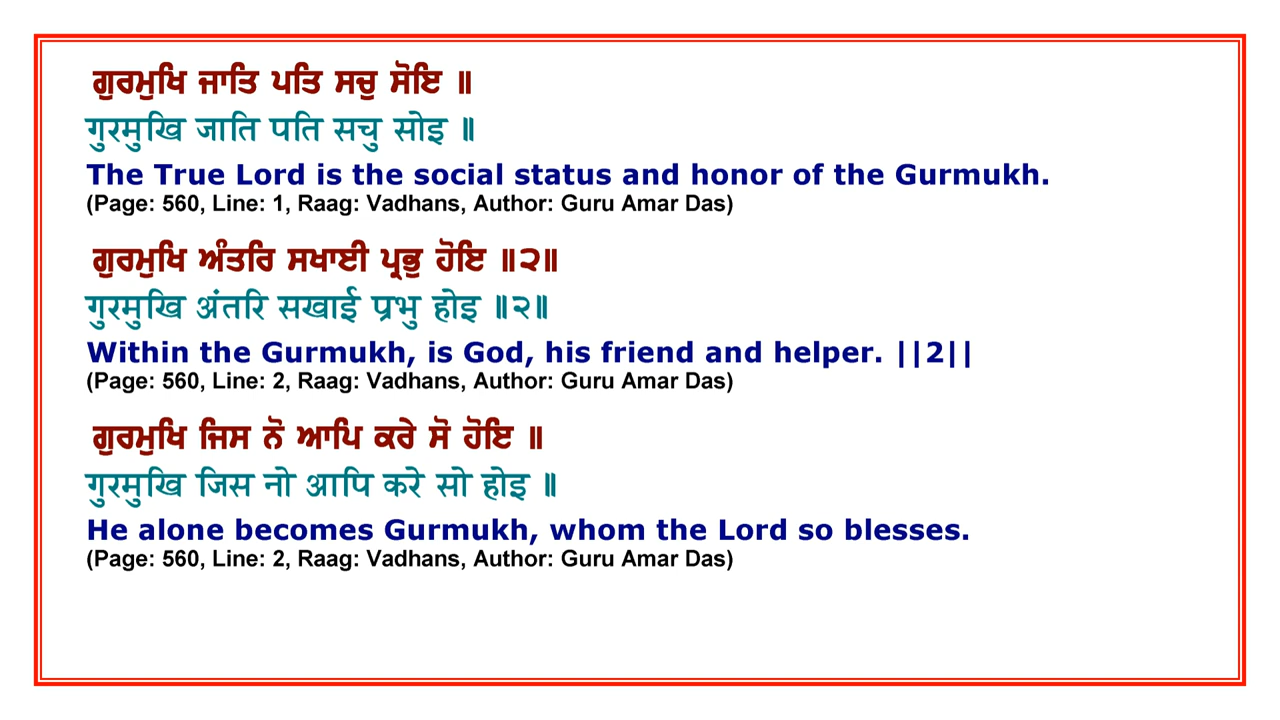 ਗੁਰਮੁਖਿ ਜਾਤਿ ਪਤਿ ਸਚੁ ਸੋਇ ॥
गुरमुखि जाति पति सचु सोइ ॥
The True Lord is the social status and honor of the Gurmukh.
(Page: 560, Line: 1, Raag: Vadhans, Author: Guru Amar Das)
ਗੁਰਮੁਖਿ ਅੰਤਰਿ ਸਖਾਈ ਪ੍ਰਭੁ ਹੋਇ ॥੨॥
गुरमुखि अंतरि सखाई प्रभु होइ ॥२॥
Within the Gurmukh, is God, his friend and helper. ||2||
(Page: 560, Line: 2, Raag: Vadhans, Author: Guru Amar Das)
ਗੁਰਮੁਖਿ ਜਿਸ ਨੋ ਆਪਿ ਕਰੇ ਸੋ ਹੋਇ ॥
गुरमुखि जिस नो आपि करे सो होइ ॥
He alone becomes Gurmukh, whom the Lord so blesses.
(Page: 560, Line: 2, Raag: Vadhans, Author: Guru Amar Das)